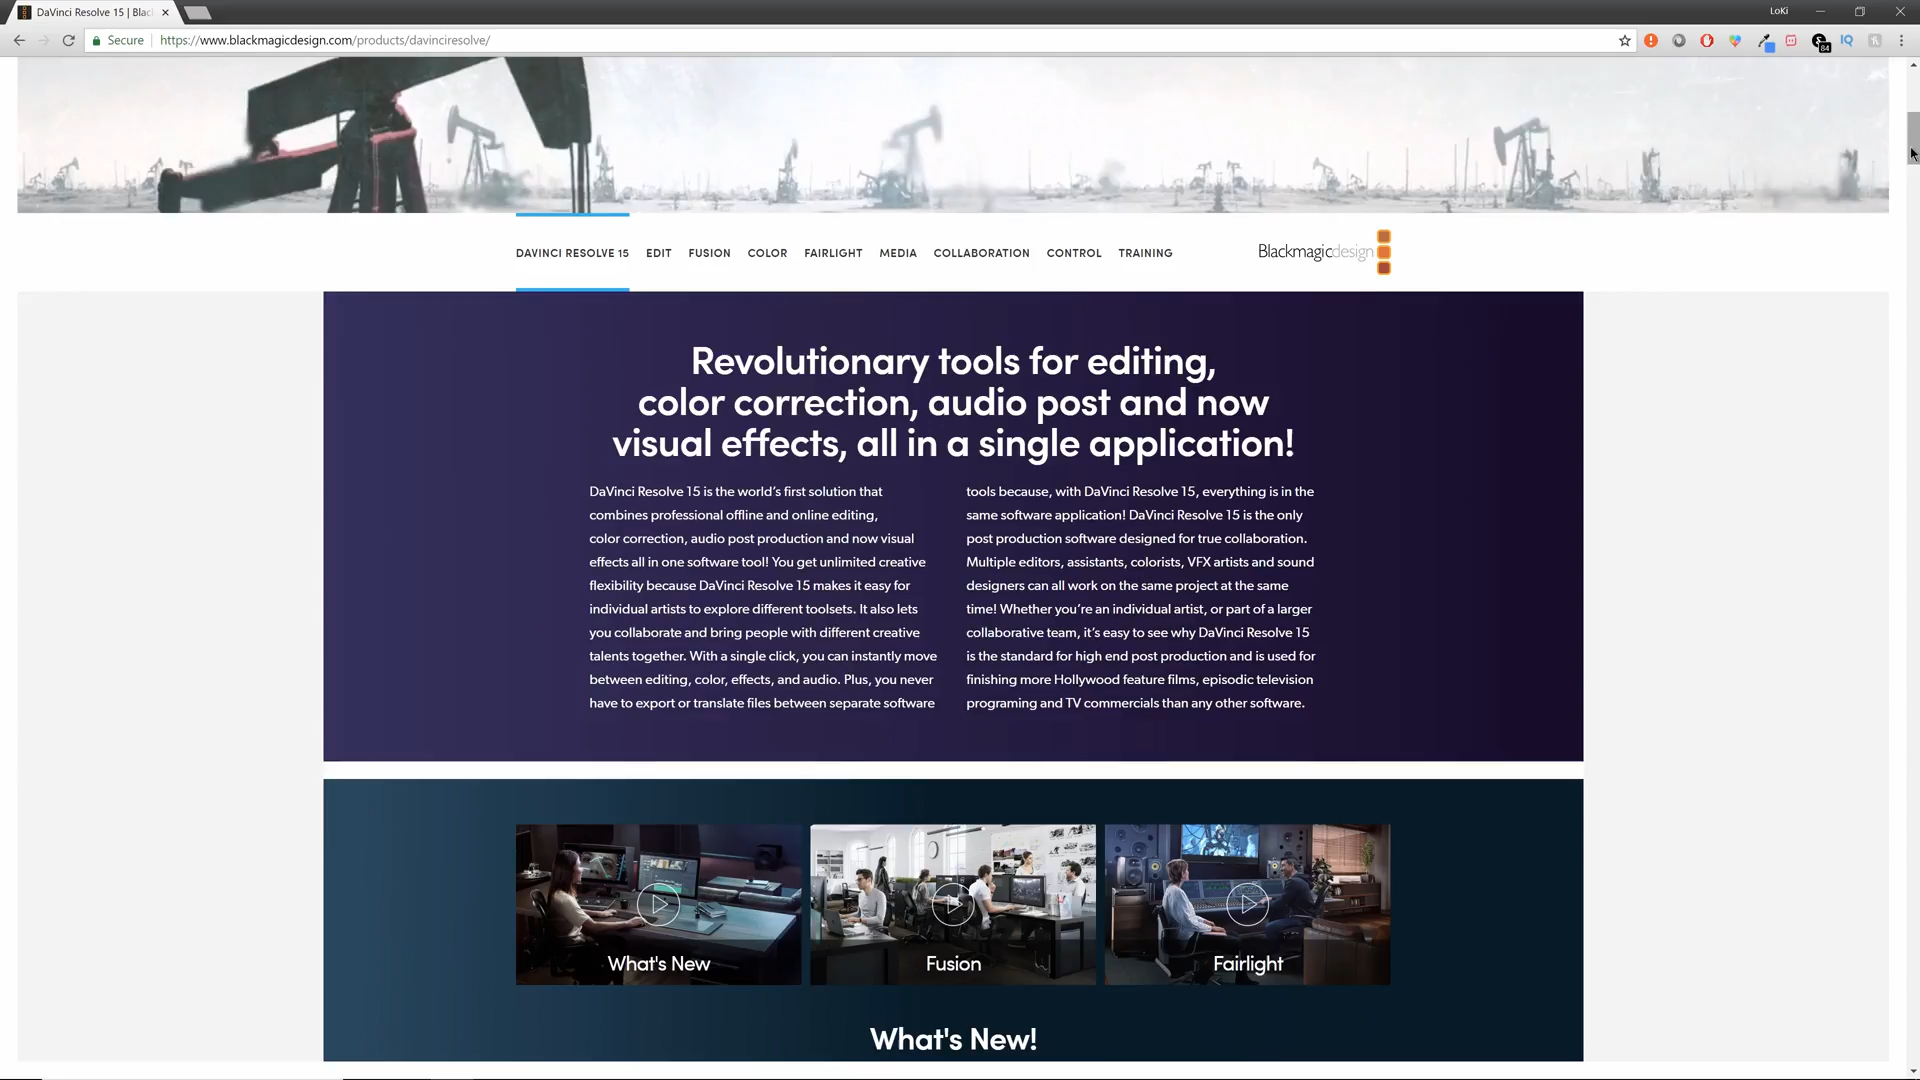 DaVinci Resolve 15 | Blac
LoKi
Secure
https://www.blackmagicdesign.com/products/davinciresolve/
84
IQ
DAVINCI RESOLVE 15 EDIT FUSION COLOR FAIRLIGHT MEDIA COLLABORATION CONTROL TRAINING
Blackmagicdesign
Revolutionary tools for editing,
color correction, audio post and now
visual effects, all in a single application!
DaVinci Resolve 15 is the world’s first solution that
combines professional offline and online editing,
color correction, audio post production and now visual
effects all in one software tool! You get unlimited creative
flexibility because DaVinci Resolve 15 makes it easy for
individual artists to explore different toolsets. It also lets
you collaborate and bring people with different creative
talents together. With a single click, you can instantly move
between editing, color, effects, and audio. Plus, you never
have to export or translate files between separate software
tools because, with DaVinci Resolve 15, everything is in the
same software application! DaVinci Resolve 15 is the only
post production software designed for true collaboration.
Multiple editors, assistants, colorists, VFX artists and sound
designers can all work on the same project at the same
time! Whether you’re an individual artist, or part of a larger
collaborative team, it’s easy to see why DaVinci Resolve 15
is the standard for high end post production and is used for
finishing more Hollywood feature films, episodic television
programing and TV commercials than any other software.
What's New
Fusion
Fairlight
What's New!